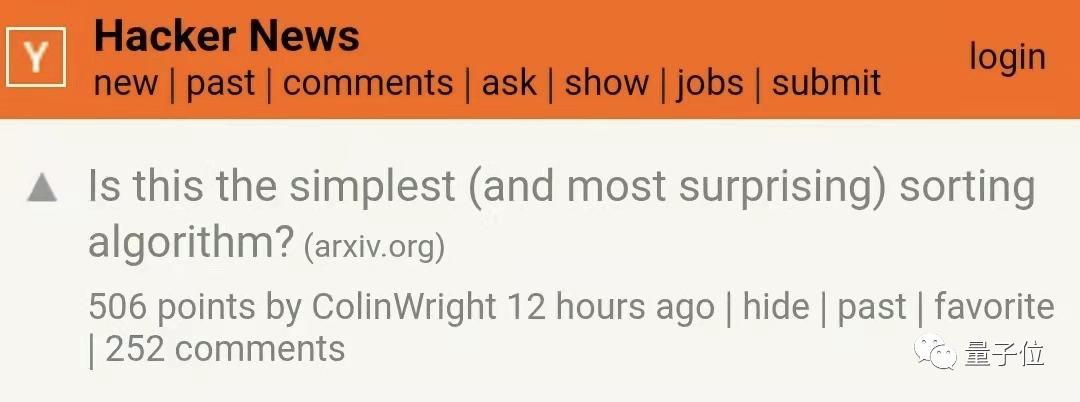 Y
Hacker News
new | past | comments | ask | show | jobs | submit
login
Is this the simplest (and most surprising) sorting
algorithm? (arxiv.org)
506 points by ColinWright 12 hours ago | hide | past | favorite
| 252 comments
量子位